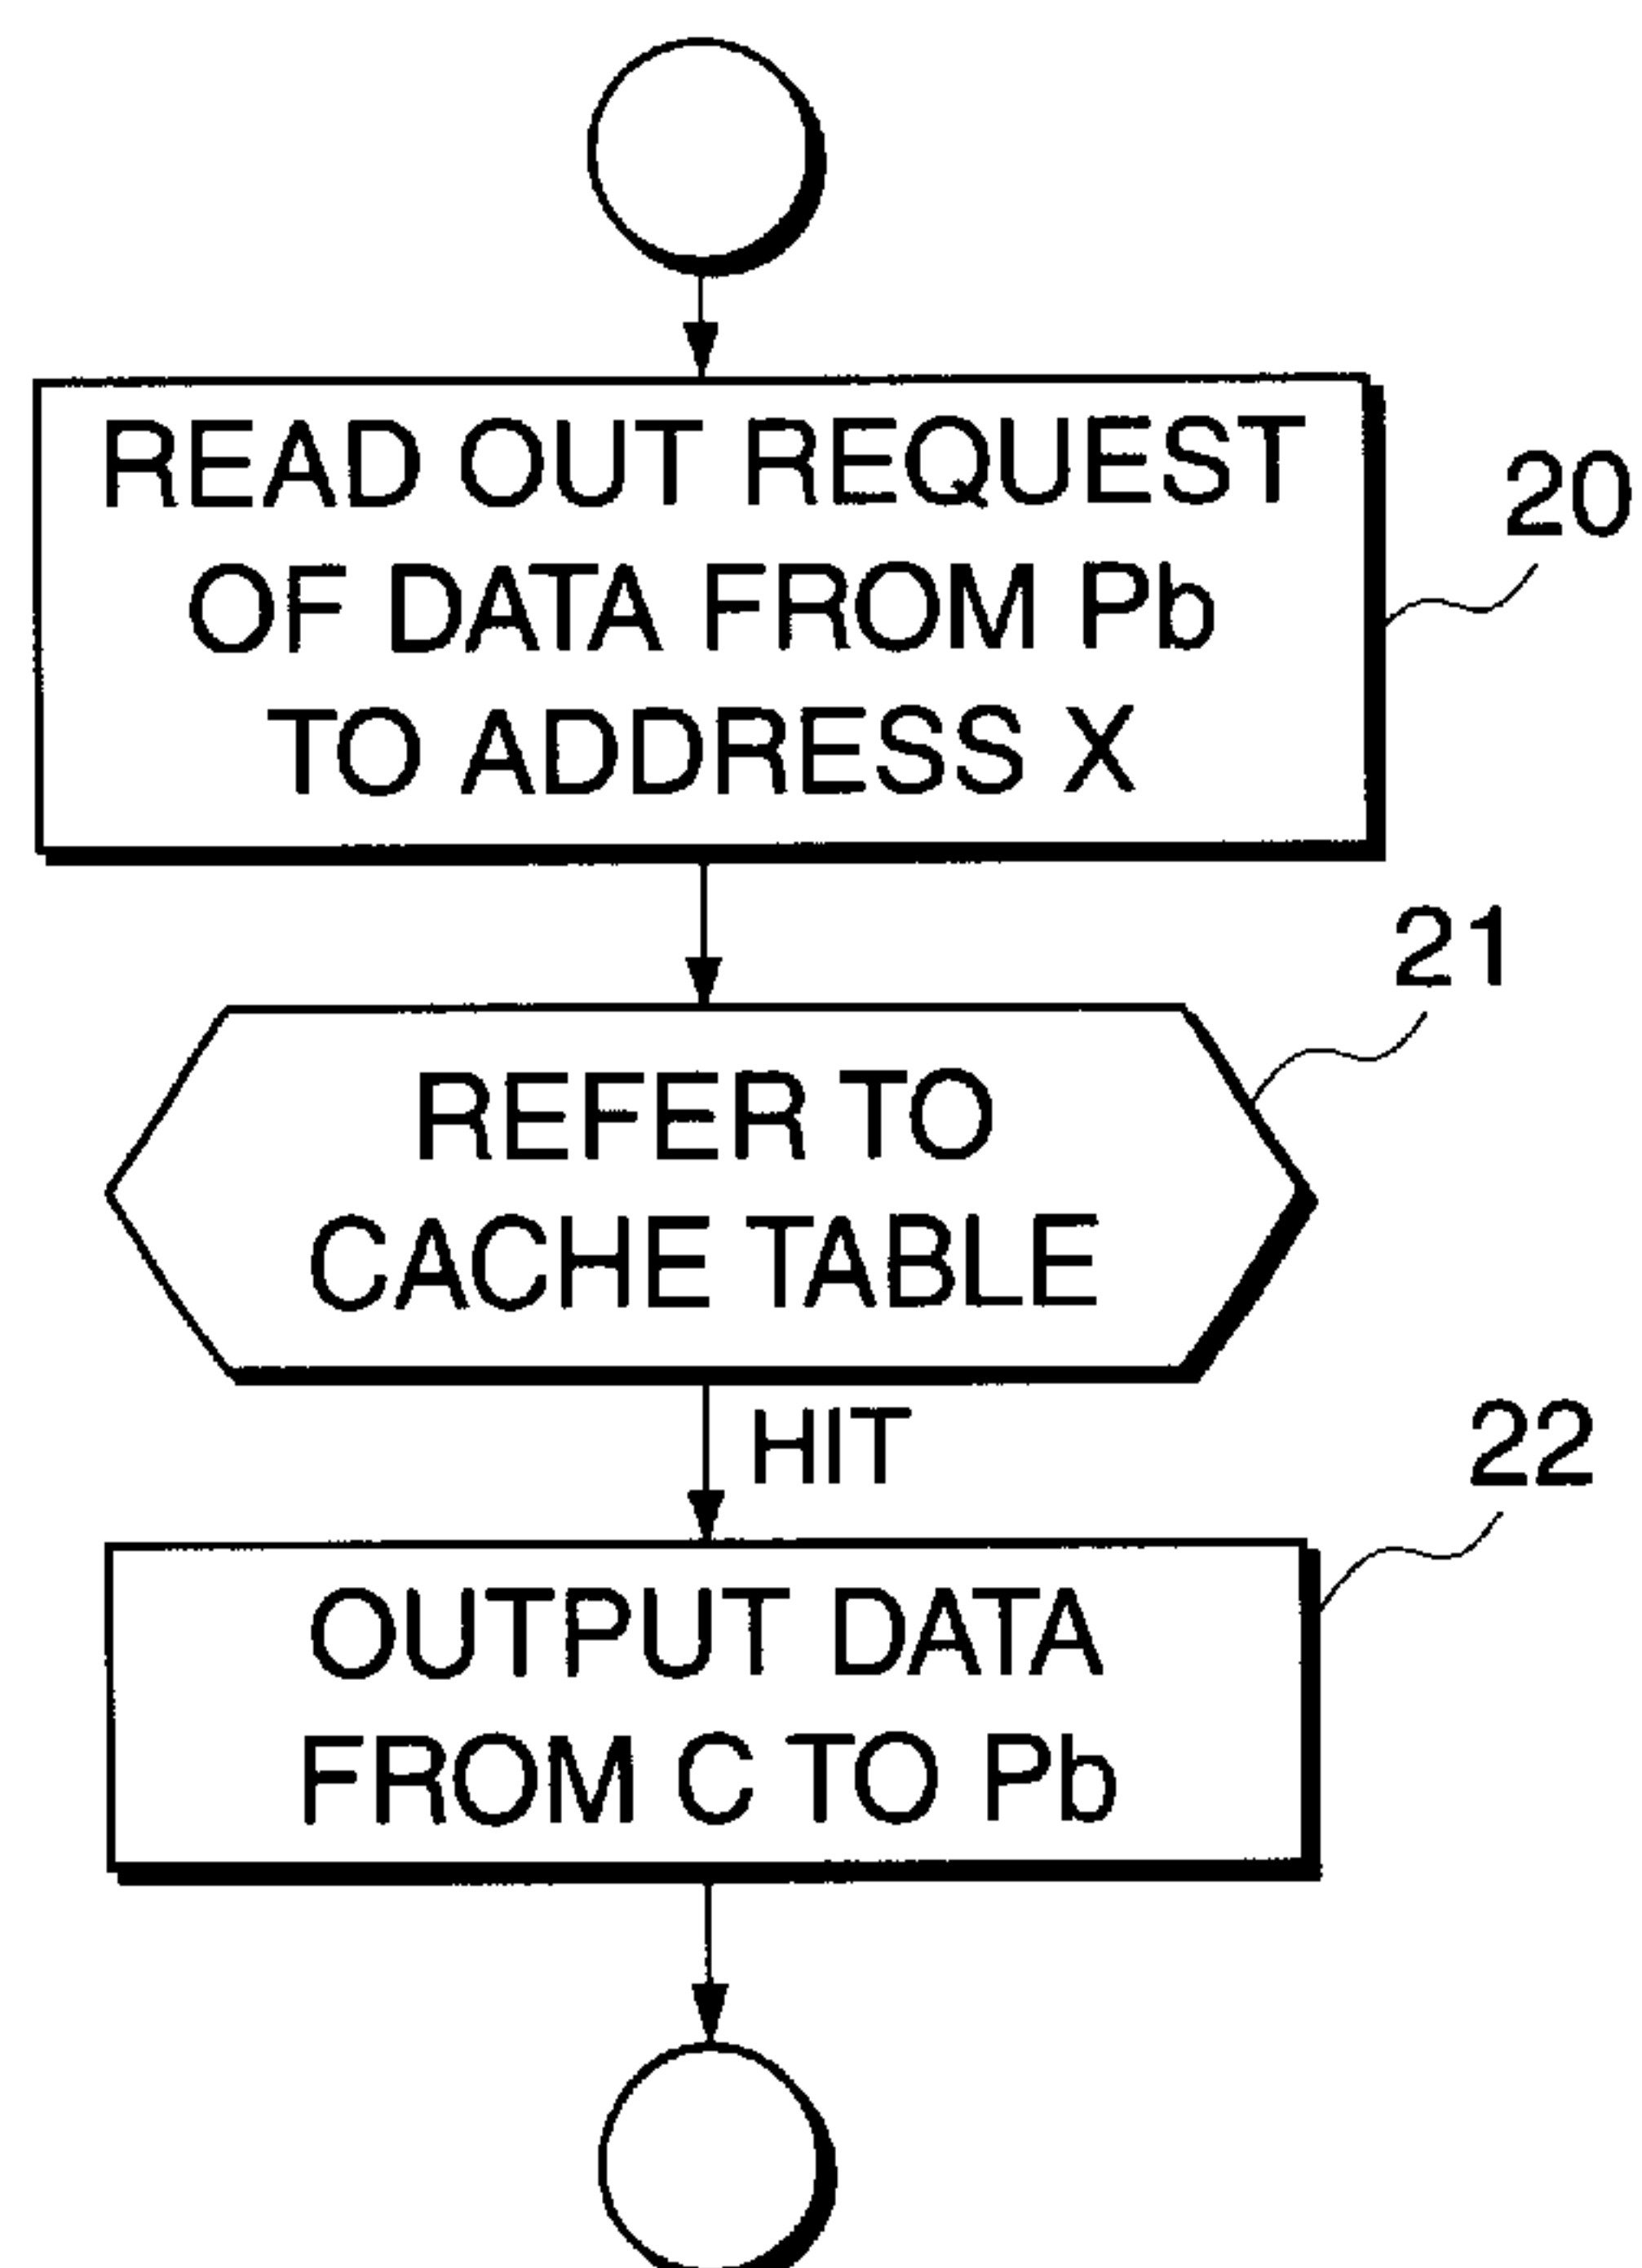 READ OUT REQUEST
OF DATA FROM Pb
TO ADDRESS X
20
REFER TO
CACHE TABLE
21
HIT
OUTPUT DATA
FROM C TO Pb
22